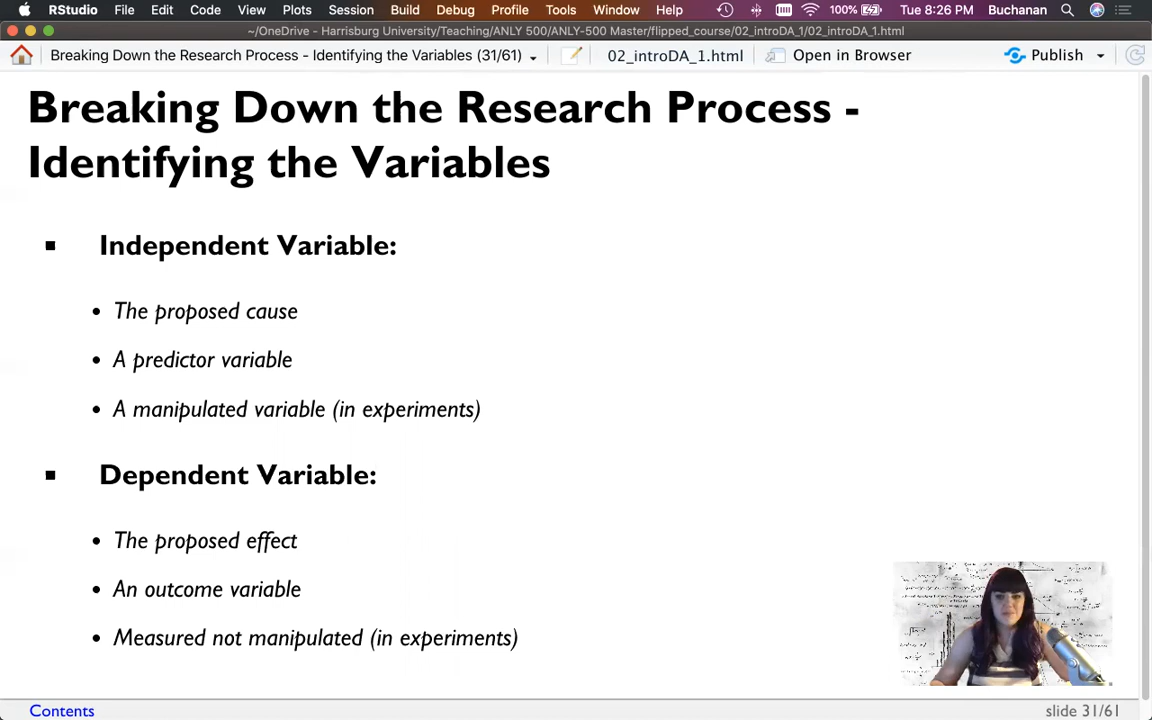 RStudio File Edit Code View Plots Session Build Debug Profile Tools Window Help 100% Tue 8:26 PM Buchanan
~/OneDrive - Harrisburg University/Teaching/ANLY 500/ANLY-500 Master/flipped_course/02_introDA_1/02_introDA_1.html
Breaking Down the Research Process - Identifying the Variables (31/61) 02_introDA_1.html Open in Browser Publish
Breaking Down the Research Process -
Identifying the Variables
Independent Variable:
The proposed cause
A predictor variable
A manipulated variable (in experiments)
Dependent Variable:
The proposed effect
An outcome variable
Measured not manipulated (in experiments)
Contents slide 31/61